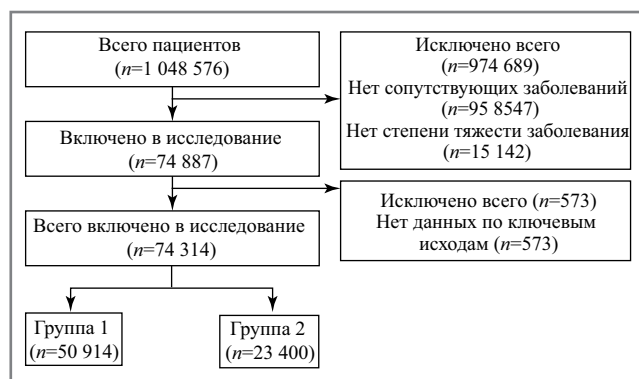 Всего пациентов
(n=1 048 576)
Исключено всего
(n=974 689)
Нет сопутствующих заболеваний
(n=95 8547)
Нет степени тяжести заболевания
(n=15 142)
Включено в исследование
(n=74 887)
Исключено всего (n=573)
Нет данных по ключевым
исходам (n=573)
Всего включено в исследование
(n=74 314)
Группа 1
(n=50 914)
Группа 2
(n=23 400)